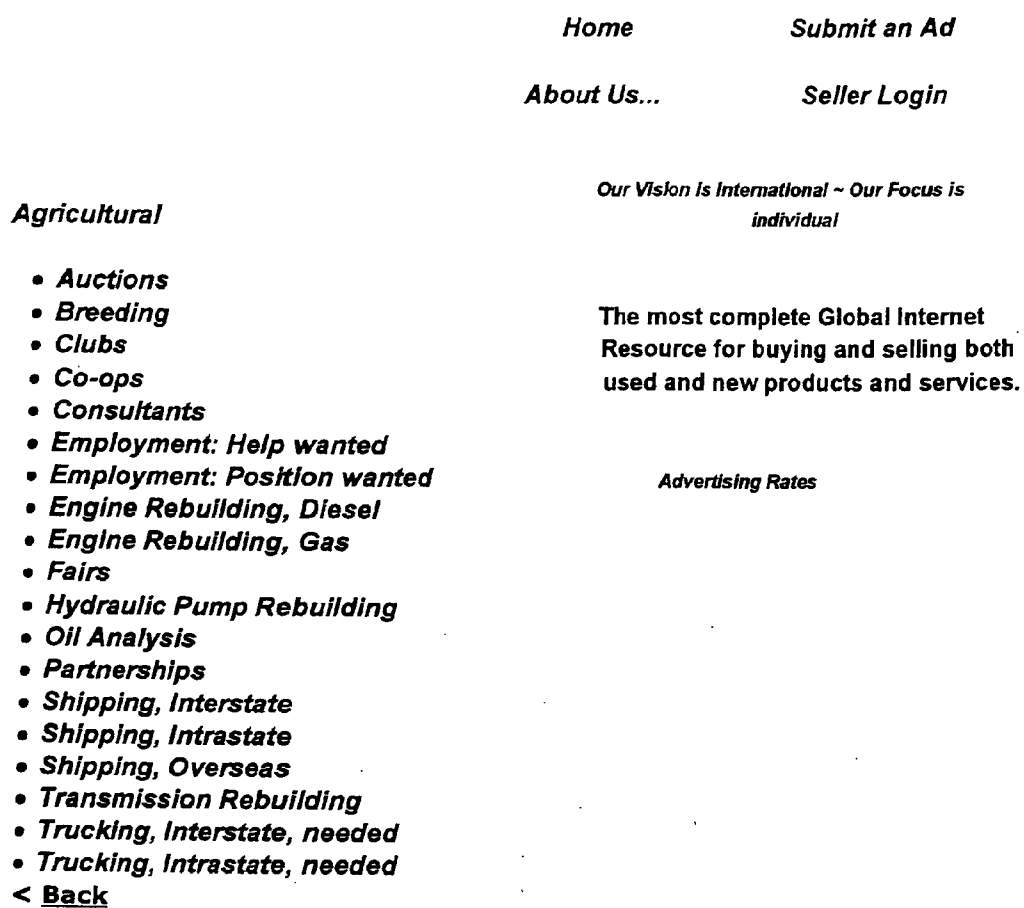 Home Submit an Ad
About Us... Seller Login
Our Vision is International ~ Our Focus is
individual
Agricultural
• Auctions
• Breeding
• Clubs
• Co-ops
• Consultants
• Employment: Help wanted
• Employment: Position wanted
• Engine Rebuilding, Diesel
• Engine Rebuilding, Gas
• Fairs
• Hydraulic Pump Rebuilding
• Oil Analysis
• Partnerships
• Shipping, Interstate
• Shipping, Intrastate
• Shipping, Overseas
• Transmission Rebuilding
• Trucking, Interstate, needed
• Trucking, Intrastate, needed
< Back
The most complete Global Internet
Resource for buying and selling both
used and new products and services.
Advertising Rates